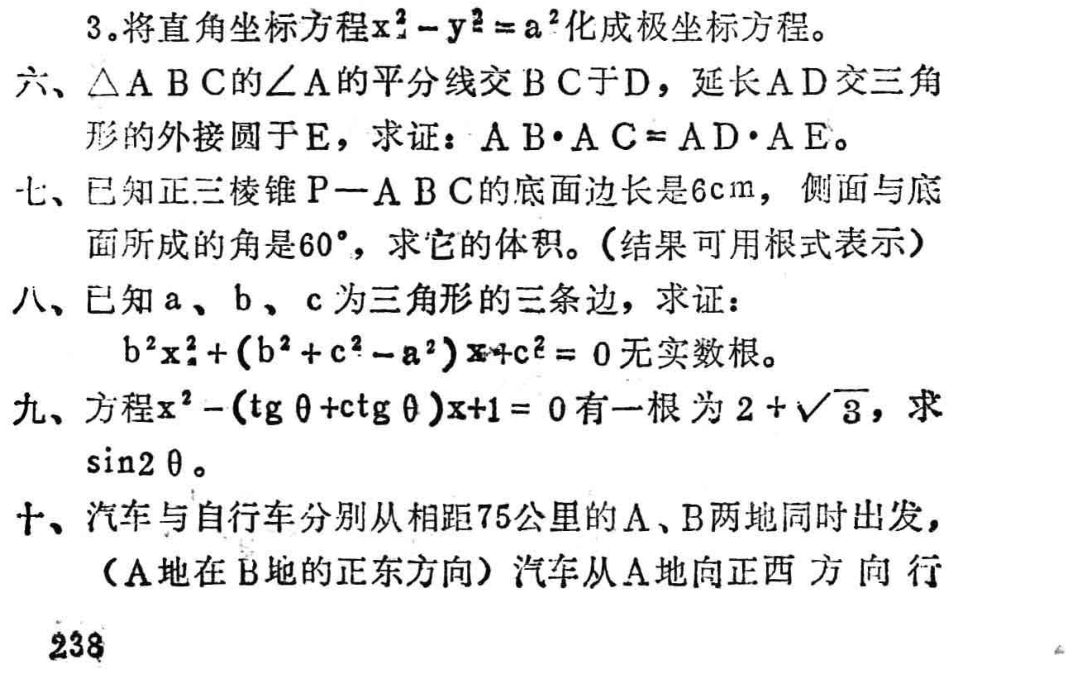 3。将直角坐标方程x²－y²＝a²化成极坐标方程。
六、△ABC的∠A的平分线交BC于D，延长AD交三角
形的外接圆于E，求证：AB•AC＝AD•AE。
七、已知正三棱锥P—ABC的底面边长是6cm，侧面与底
面所成的角是60°，求它的体积。（结果可用根式表示）
八、已知a、b、c为三角形的三条边，求证：
b²x²＋(b²＋c²－a²)x+c²＝0无实数根。
九、方程x²－(tgθ+ctgθ)x+1＝0有一根为2＋√3，求
sin2θ。
十、汽车与自行车分别从相距75公里的A、B两地同时出发，
（A地在B地的正东方向）汽车从A地向正西方向行
238